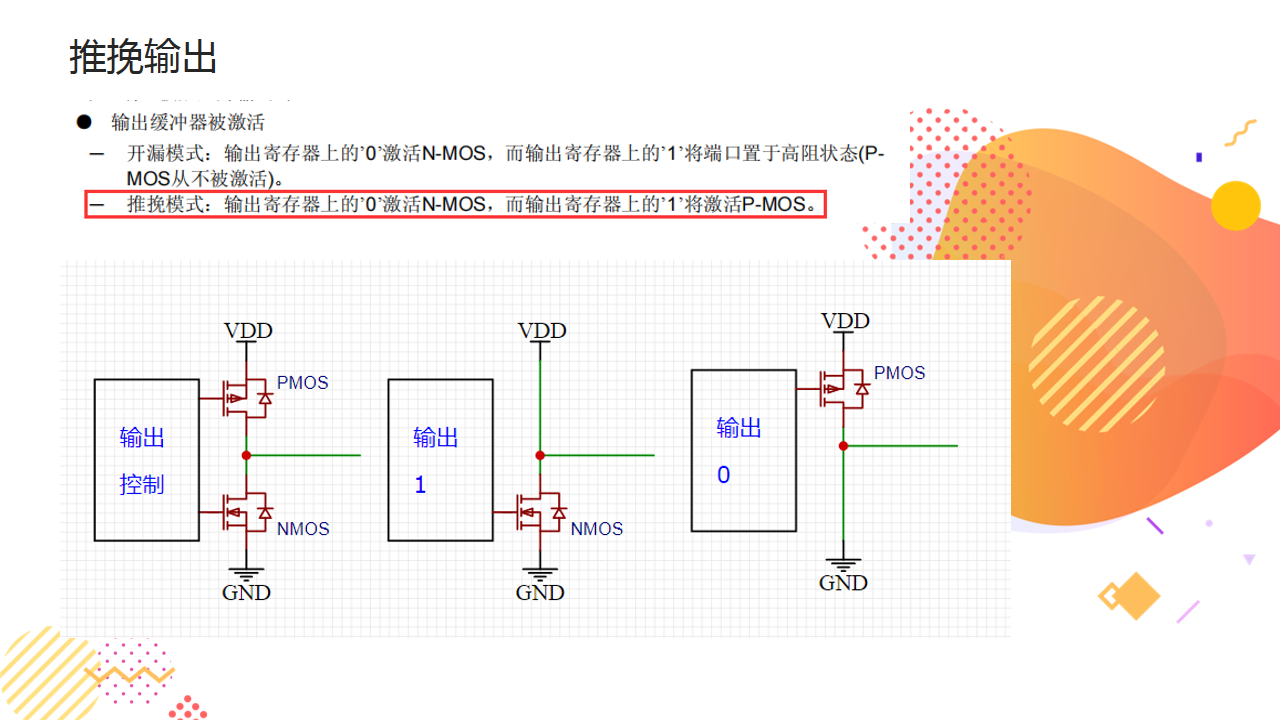 推挽输出
● 输出缓冲器被激活
─ 开漏模式：输出寄存器上的'0'激活N-MOS，而输出寄存器上的'1'将端口置于高阻状态(P-
MOS从不被激活)。
─ 推挽模式：输出寄存器上的'0'激活N-MOS，而输出寄存器上的'1'将激活P-MOS。
VDD
PMOS
输出
控制
NMOS
GND
VDD
输出
1
NMOS
GND
VDD
PMOS
输出
0
GND